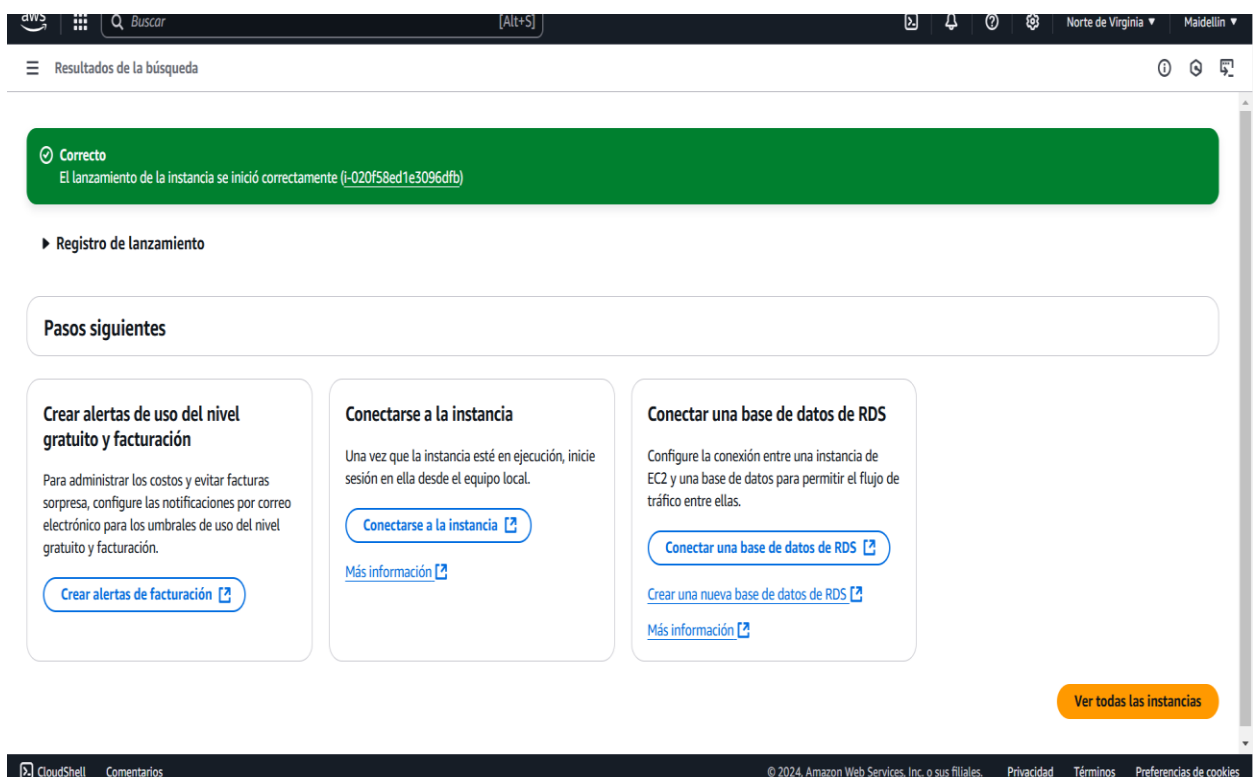 aws
Buscar
[Alt+S]
Norte de Virginia
Maidellin
Resultados de la búsqueda
Correcto
El lanzamiento de la instancia se inició correctamente (i-020f58ed1e3096dfb)
Registro de lanzamiento
Pasos siguientes
Crear alertas de uso del nivel
gratuito y facturación
Para administrar los costos y evitar facturas
sorpresa, configure las notificaciones por correo
electrónico para los umbrales de uso del nivel
gratuito y facturación.
Crear alertas de facturación
Conectarse a la instancia
Una vez que la instancia esté en ejecución, inicie
sesión en ella desde el equipo local.
Conectarse a la instancia
Más información
Conectar una base de datos de RDS
Configure la conexión entre una instancia de
EC2 y una base de datos para permitir el flujo de
tráfico entre ellas.
Conectar una base de datos de RDS
Crear una nueva base de datos de RDS
Más información
Ver todas las instancias
CloudShell
Comentarios
© 2024, Amazon Web Services, Inc. o sus filiales.
Privacidad
Términos
Preferencias de cookies